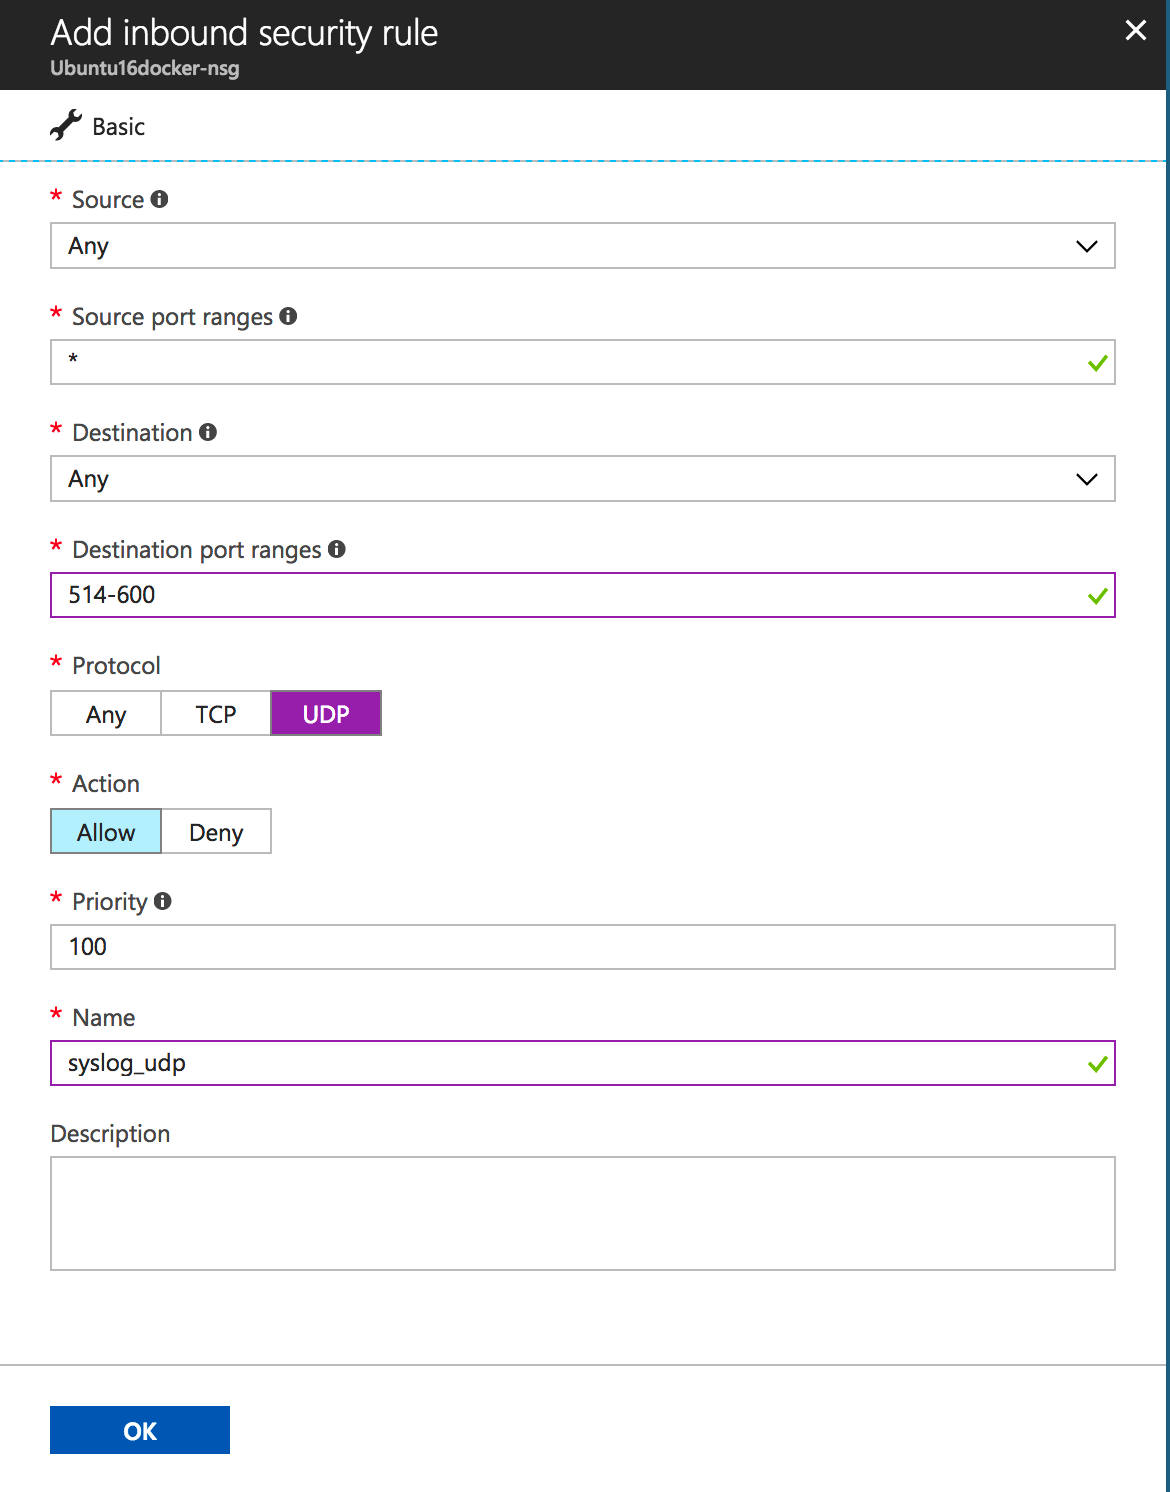 Add inbound security rule
Ubuntu16docker-nsg
Basic
* Source
Any
* Source port ranges
*
* Destination
Any
* Destination port ranges
514-600
* Protocol
Any TCP UDP
* Action
Allow Deny
* Priority
100
* Name
syslog_udp
Description
OK